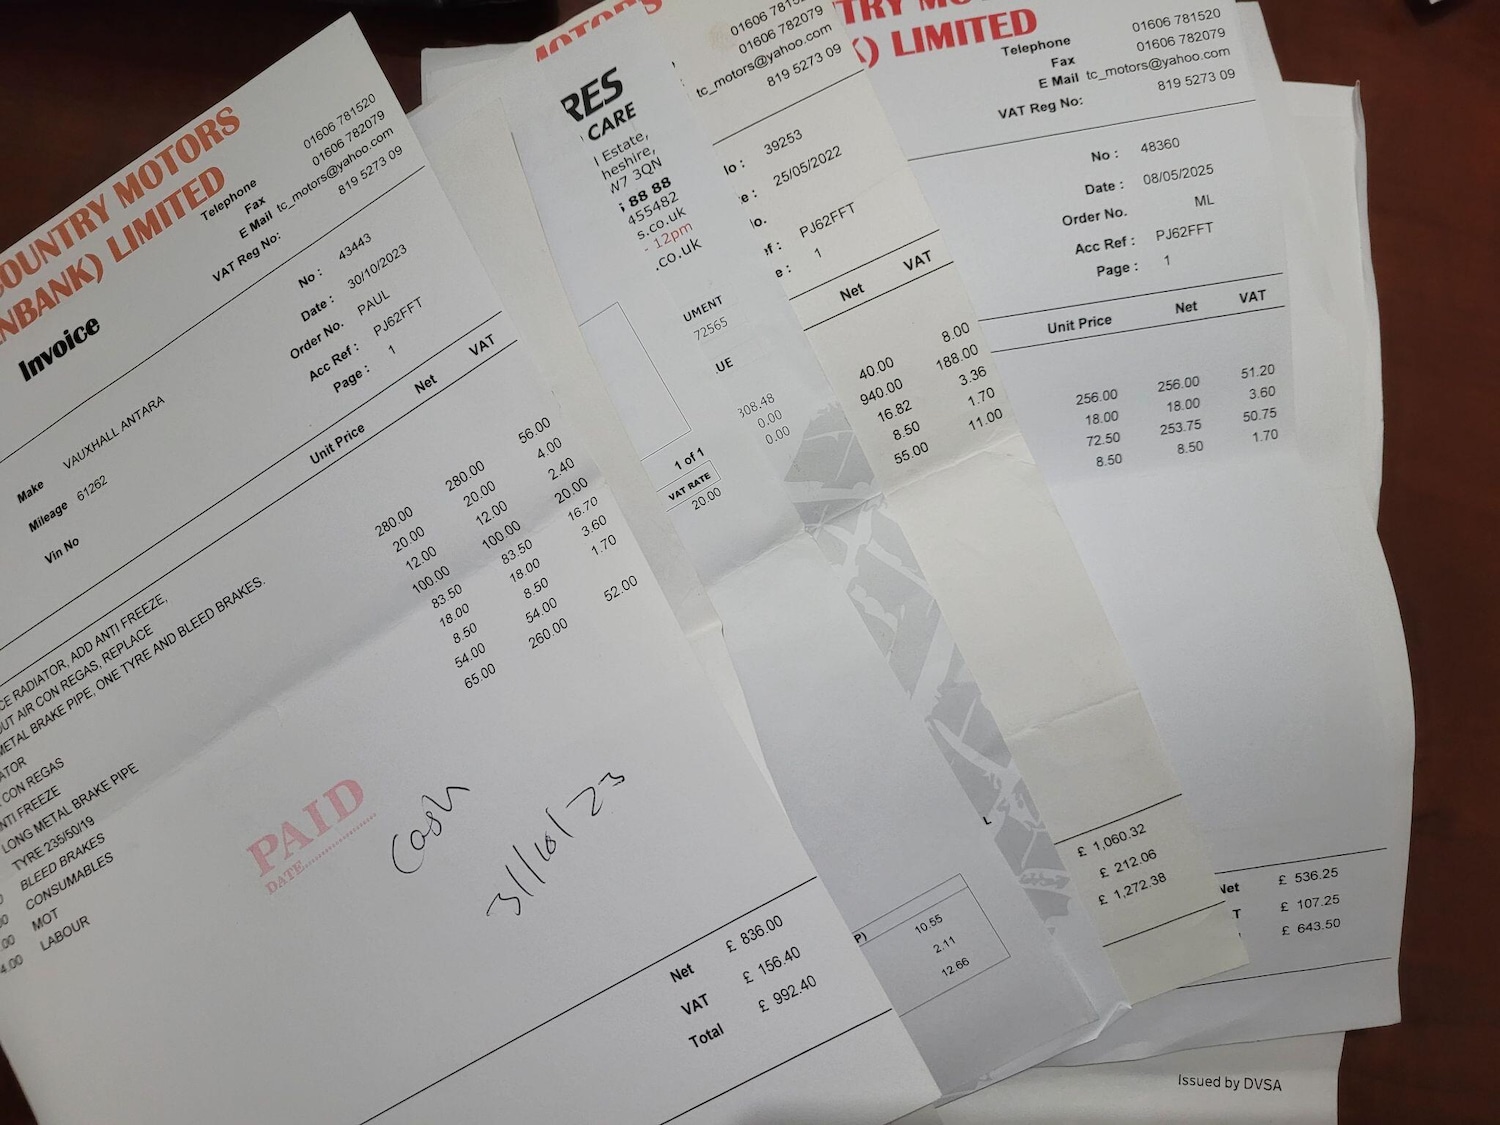 COUNTRY MOTORS
NBANK) LIMITED
Invoice
Telephone 01606 781520
Fax 01606 782079
E Mail tc_motors@yahoo.com
VAT Reg No: 819 5273 09
No : 43443
Date : 30/10/2023
Order No. PAUL
Acc Ref : PJ62FFT
Page : 1
Make VAUXHALL ANTARA
Mileage 61262
Vin No
Unit Price Net VAT
CE RADIATOR, ADD ANTI FREEZE,
OUT AIR CON REGAS, REPLACE
METAL BRAKE PIPE, ONE TYRE AND BLEED BRAKES.
ATOR 280.00 280.00 56.00
CON REGAS 20.00 20.00 4.00
NTI FREEZE 12.00 12.00 2.40
LONG METAL BRAKE PIPE 100.00 100.00 20.00
TYRE 235/50/19 83.50 83.50 16.70
BLEED BRAKES 18.00 18.00 3.60
CONSUMABLES 8.50 8.50 1.70
MOT 54.00 54.00
4.00 LABOUR 65.00 260.00 52.00
PAID
DATE
Cash
31/10/23
Net £ 836.00
VAT £ 156.40
Total £ 992.40
MOTORS
RES
CARE
l Estate,
heshire,
W7 3QN
88 88
455482
s.co.uk
- 12pm
.co.uk
UMENT
72565
UE
308.48
0.00
0.00
1 of 1
VAT RATE
20.00
L
P) 10.55
2.11
12.66
01606 782079
tc_motors@yahoo.com
819 5273 09
lo : 39253
e : 25/05/2022
lo.
ef : PJ62FFT
e : 1
Net VAT
40.00 8.00
940.00 188.00
16.82 3.36
8.50 1.70
55.00 11.00
£ 1,060.32
£ 212.06
£ 1,272.38
TRY MO
K) LIMITED
Telephone 01606 781520
Fax 01606 782079
E Mail tc_motors@yahoo.com
VAT Reg No: 819 5273 09
No : 48360
Date : 08/05/2025
Order No. ML
Acc Ref : PJ62FFT
Page : 1
Unit Price Net VAT
256.00 256.00 51.20
18.00 18.00 3.60
72.50 253.75 50.75
8.50 8.50 1.70
Net £ 536.25
T £ 107.25
£ 643.50
Issued by DVSA